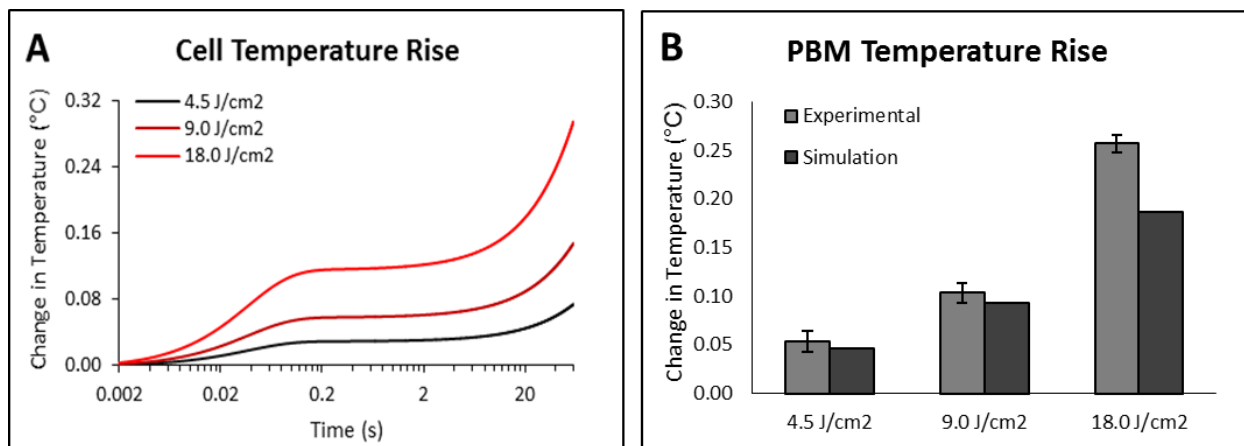 A
Cell Temperature Rise
Change in Temperature (°C)
0.32
0.24
0.16
0.08
0.00
4.5 J/cm2
9.0 J/cm2
18.0 J/cm2
0.002
0.02
0.2
2
20
Time (s)
B
PBM Temperature Rise
Change in Temperature (°C)
0.30
0.25
0.20
0.15
0.10
0.05
0.00
Experimental
Simulation
4.5 J/cm2
9.0 J/cm2
18.0 J/cm2